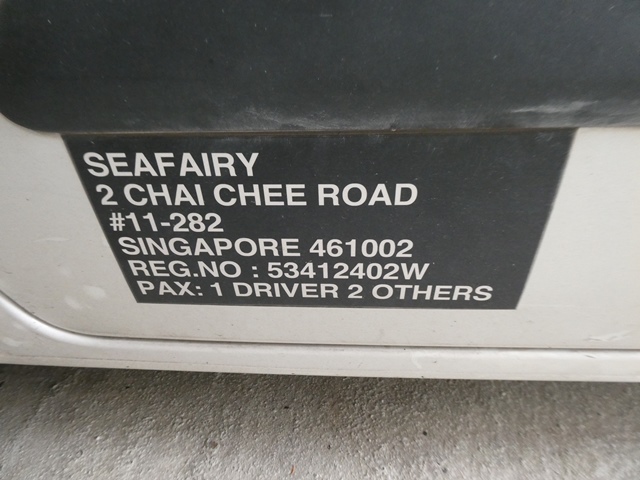 SEAFAIRY
2 CHAI CHEE ROAD
#11-282
SINGAPORE 461002
REG.NO : 53412402W
PAX: 1 DRIVER 2 OTHERS